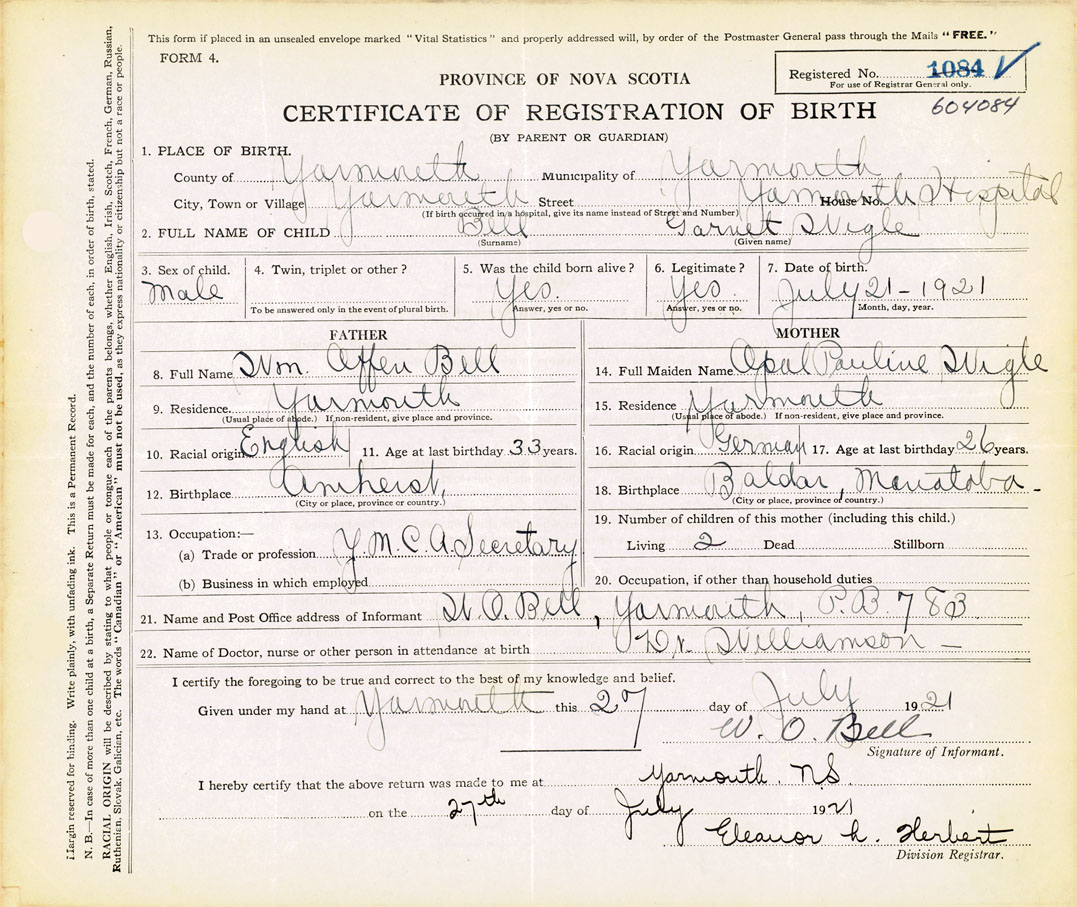 This form if placed in an unsealed envelope marked "Vital Statistics" and properly addressed will, by order of the Postmaster General pass through the Mails "FREE."
FORM 4.
Registered No. 1084
For use of Registrar General only.
604084
PROVINCE OF NOVA SCOTIA
CERTIFICATE OF REGISTRATION OF BIRTH
(BY PARENT OR GUARDIAN)
1. PLACE OF BIRTH.
County of Yarmouth Municipality of Yarmouth
City, Town or Village Yarmouth Street House No. Yarmouth Hospital
(If birth occurred in a hospital, give its name instead of Street and Number)
2. FULL NAME OF CHILD Bell Garnet Wigle
(Surname) (Given name)
3. Sex of child. Male
4. Twin, triplet or other?
To be answered only in the event of plural birth.
5. Was the child born alive? Yes.
Answer, yes or no.
6. Legitimate? Yes.
Answer, yes or no.
7. Date of birth. July 21-1921
Month, day, year.
FATHER
8. Full Name Wm. Bell
9. Residence Yarmouth
(Usual place of abode.) If non-resident, give place and province.
10. Racial origin English 11. Age at last birthday 33 years.
12. Birthplace Amherst,
(City or place, province or country.)
13. Occupation:—
(a) Trade or profession Y.M.C.A. Secretary
(b) Business in which employed
MOTHER
14. Full Maiden Name Opal Pauline Wigle
15. Residence Yarmouth
(Usual place of abode.) If non-resident, give place and province.
16. Racial origin German 17. Age at last birthday 26 years.
18. Birthplace Baldar, Manatoba -
(City or place, province or country.)
19. Number of children of this mother (including this child.)
Living 2 Dead Stillborn
20. Occupation, if other than household duties
21. Name and Post Office address of Informant W. O. Bell, Yarmouth, P.B. 783
22. Name of Doctor, nurse or other person in attendance at birth Dr. Williamson -
I certify the foregoing to be true and correct to the best of my knowledge and belief.
Given under my hand at Yarmouth this 27 day of July 1921
W. O. Bell
Signature of Informant.
I hereby certify that the above return was made to me at Yarmouth. N.S.
on the 27th day of July 1921
Eleanor h. Herbert
Division Registrar.
Margin reserved for binding. Write plainly, with unfading ink. This is a Permanent Record.
N. B.—In case of more than one child at a birth, a Separate Return must be made for each, and the number of each, in order of birth, stated.
RACIAL ORIGIN will be described by stating to what people or tongue each of the parents belongs, whether English, Irish, Scotch, French, German, Russian,
Ruthenian, Slovak, Galician, etc. The words "Canadian" or "American" must not be used, as they express nationality or citizenship but not a race or people.